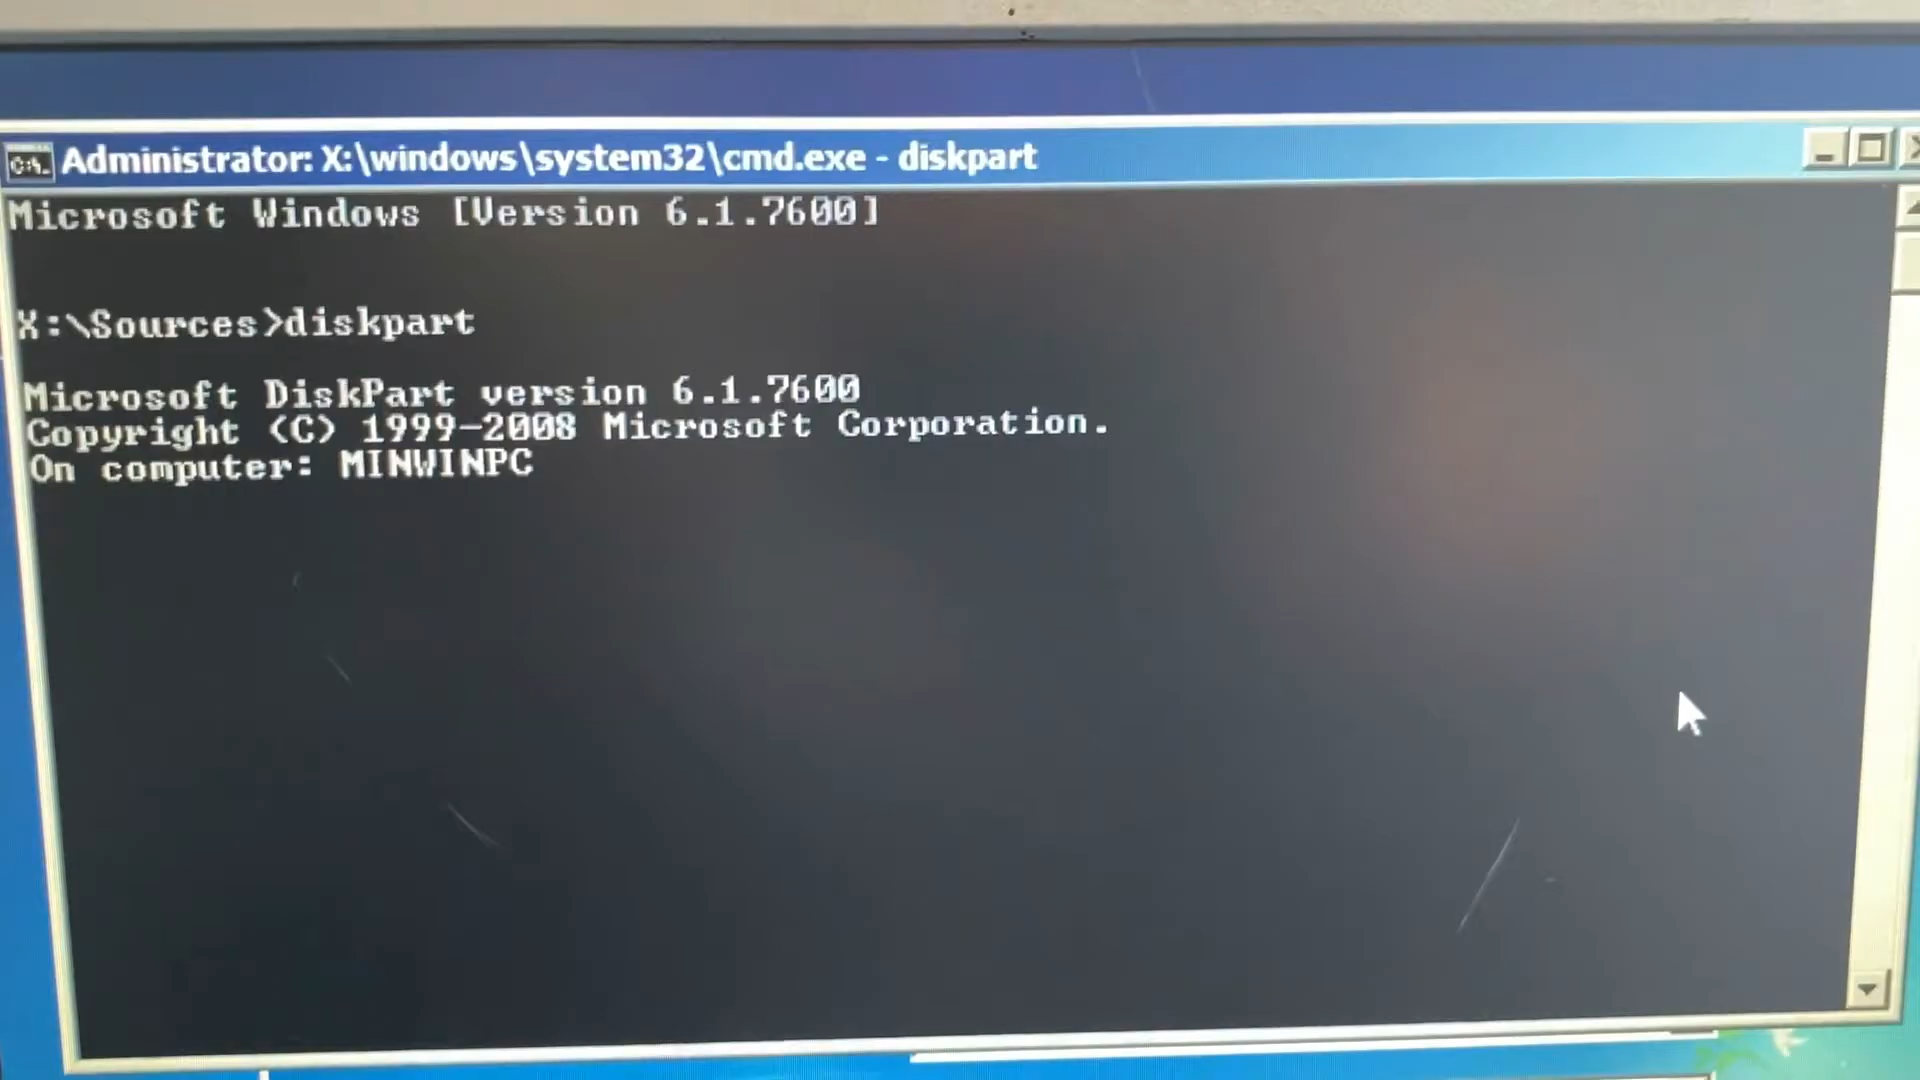 Administrator: X:\windows\system32\cmd.exe - diskpart
Microsoft Windows [Version 6.1.7600]
X:\Sources>diskpart
Microsoft DiskPart version 6.1.7600
Copyright (C) 1999-2008 Microsoft Corporation.
On computer: MINWINPC